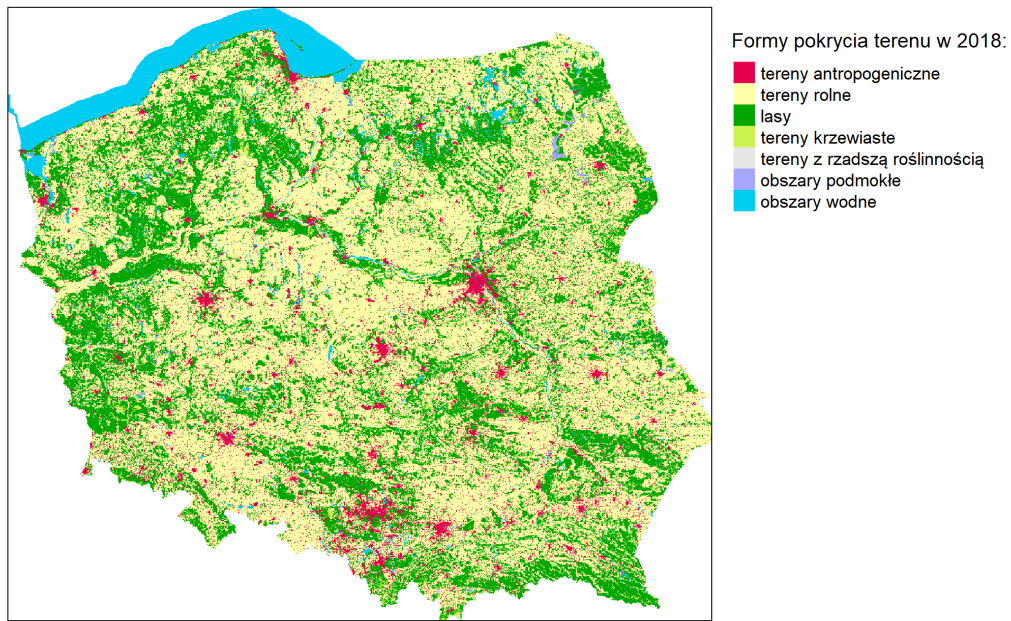 Formy pokrycia terenu w 2018:
tereny antropogeniczne
tereny rolne
lasy
tereny krzewiaste
tereny z rzadszą roślinnością
obszary podmokłe
obszary wodne